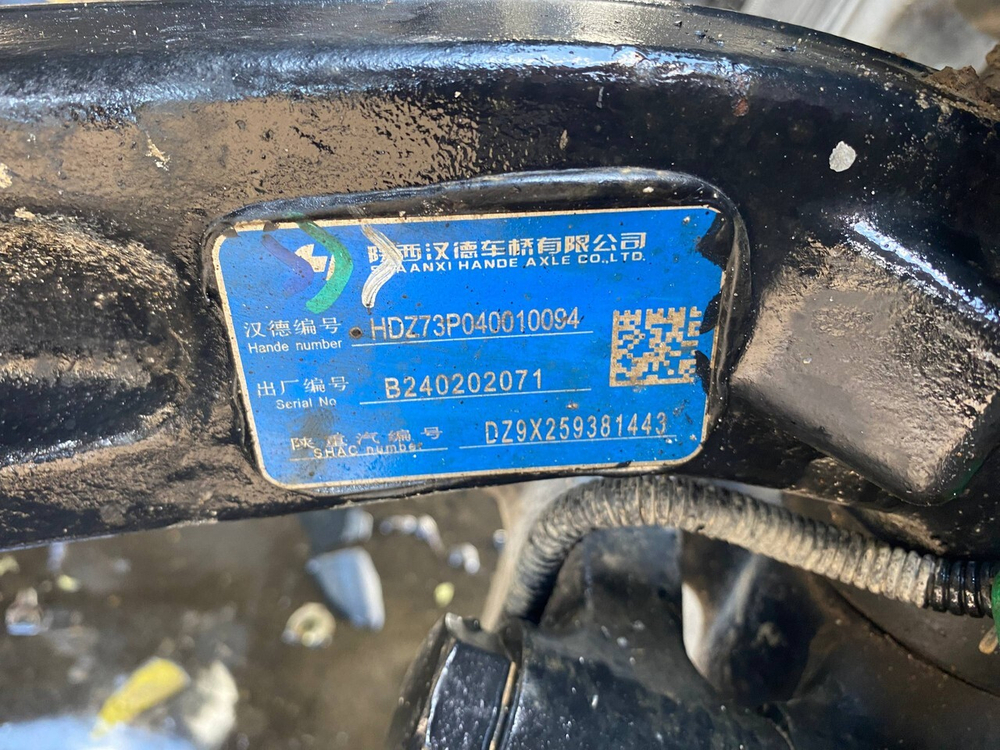 陕西汉德车桥有限公司
SHAANXI HANDE AXLE CO.,LTD.
汉德编号 HDZ73P040010094
Hande number
出厂编号 B240202071
Serial No
陕重汽编号 DZ9X259381443
SHAC number